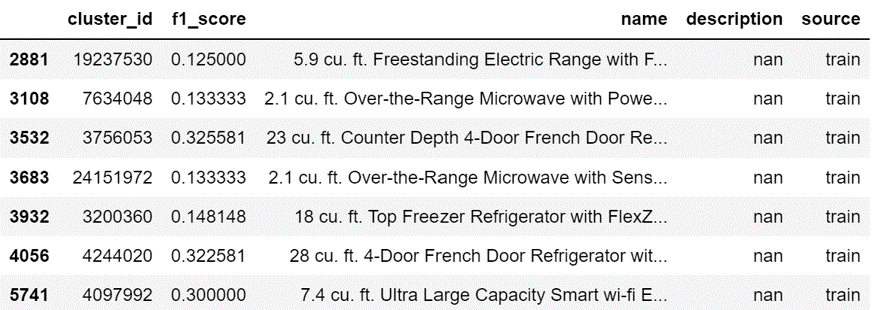 cluster_id f1_score name description source
2881 19237530 0.125000 5.9 cu. ft. Freestanding Electric Range with F... nan train
3108 7634048 0.133333 2.1 cu. ft. Over-the-Range Microwave with Powe... nan train
3532 3756053 0.325581 23 cu. ft. Counter Depth 4-Door French Door Re... nan train
3683 24151972 0.133333 2.1 cu. ft. Over-the-Range Microwave with Sens... nan train
3932 3200360 0.148148 18 cu. ft. Top Freezer Refrigerator with FlexZ... nan train
4056 4244020 0.322581 28 cu. ft. 4-Door French Door Refrigerator wit... nan train
5741 4097992 0.300000 7.4 cu. ft. Ultra Large Capacity Smart wi-fi E... nan train